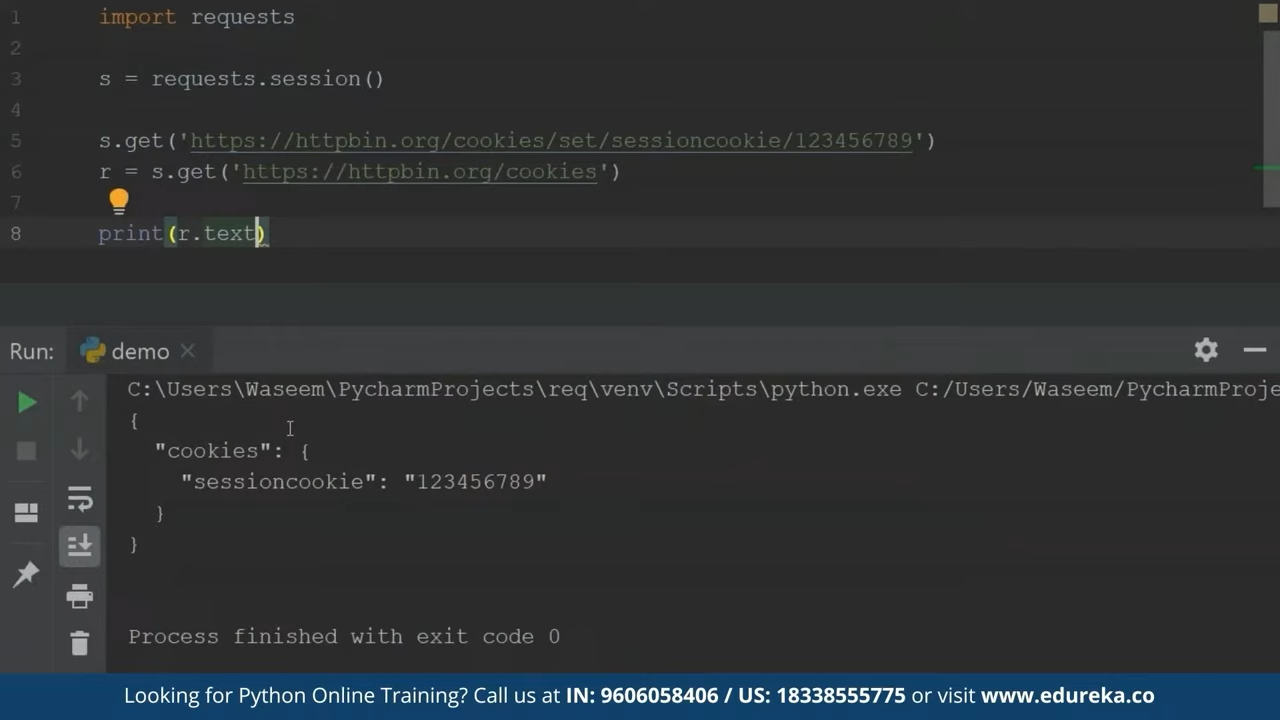 1 import requests
2
3 s = requests.session()
4
5 s.get('https://httpbin.org/cookies/set/sessioncookie/123456789')
6 r = s.get('https://httpbin.org/cookies')
7
8 print(r.text)
Run: demo
C:\Users\Waseem\PycharmProjects\req\venv\Scripts\python.exe C:/Users/Waseem/PycharmProje
{
"cookies": {
"sessioncookie": "123456789"
}
}
Process finished with exit code 0
Looking for Python Online Training? Call us at IN: 9606058406 / US: 18338555775 or visit www.edureka.co